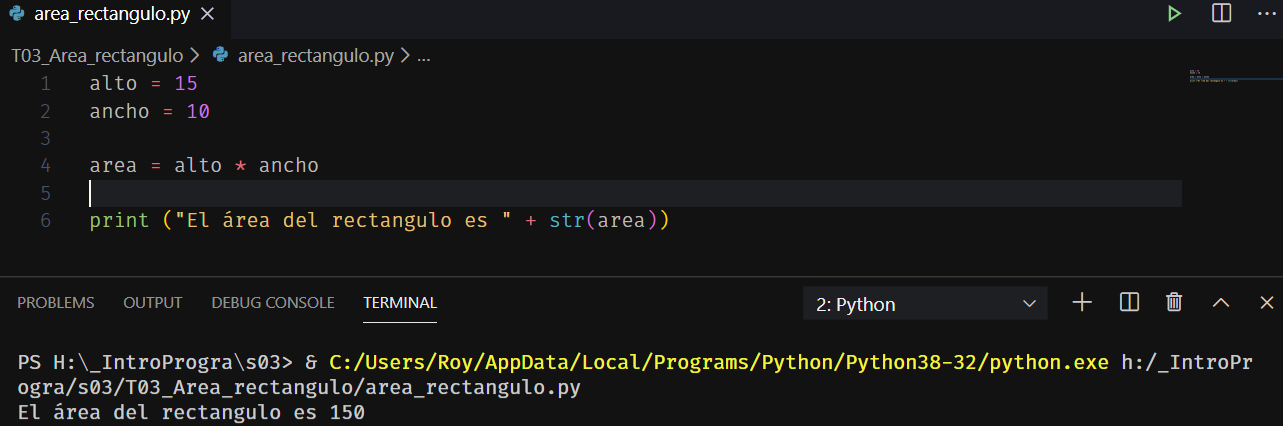 area_rectangulo.py
T03_Area_rectangulo > area_rectangulo.py > ...
1 alto = 15
2 ancho = 10
3
4 area = alto * ancho
5
6 print ("El área del rectangulo es " + str(area))
PROBLEMS OUTPUT DEBUG CONSOLE TERMINAL 2: Python
PS H:\_IntroProgra\s03> & C:/Users/Roy/AppData/Local/Programs/Python/Python38-32/python.exe h:/_IntroPr
ogra/s03/T03_Area_rectangulo/area_rectangulo.py
El área del rectangulo es 150